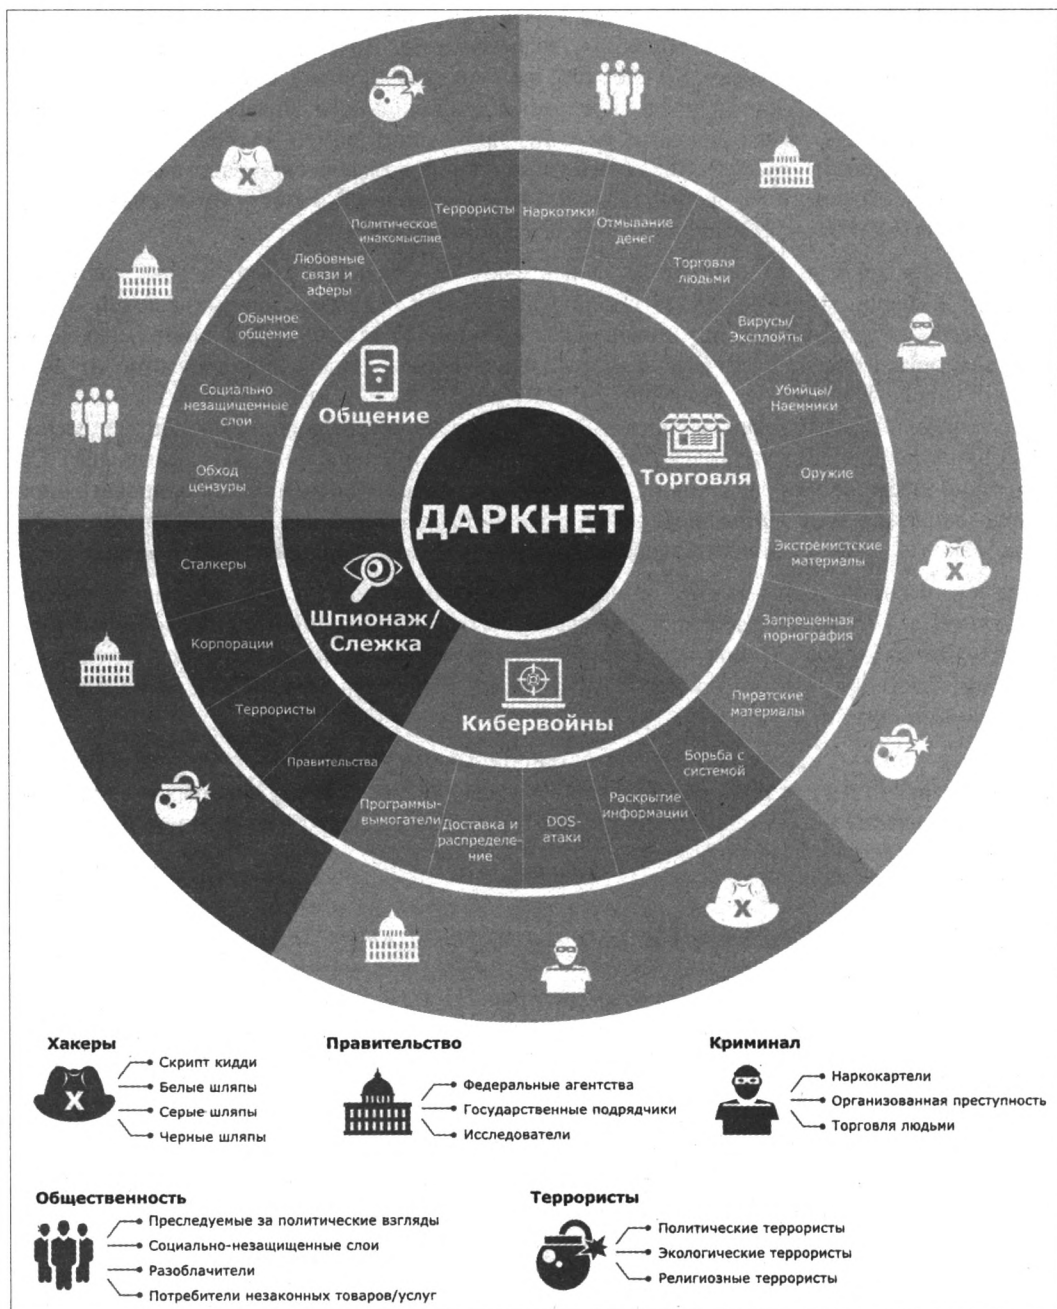 ДАРКНЕТ
Общение
Торговля
Кибервойны
Шпионаж/
Слежка
Наркотики
Отмывание
денег
Торговля
людьми
Вирусы/
Эксплойты
Убийцы/
Наемники
Оружие
Экстремистские
материалы
Запрещенная
порнография
Пиратские
материалы
Борьба с
системой
Раскрытие
информации
DOS-
атаки
Доставка и
распределе-
ние
Программы-
вымогатели
Правительства
Террористы
Корпорации
Сталкеры
Обход
цензуры
Социально
незащищенные
слои
Обычное
общение
Любовные
связи и
аферы
Политическое
инакомыслие
Террористы
X
X
X
Хакеры
X
Скрипт кидди
Белые шляпы
Серые шляпы
Черные шляпы
Правительство
Федеральные агентства
Государственные подрядчики
Исследователи
Криминал
Наркокартели
Организованная преступность
Торговля людьми
Общественность
Преследуемые за политические взгляды
Социально-незащищенные слои
Разоблачители
Потребители незаконных товаров/услуг
Террористы
Политические террористы
Экологические террористы
Религиозные террористы